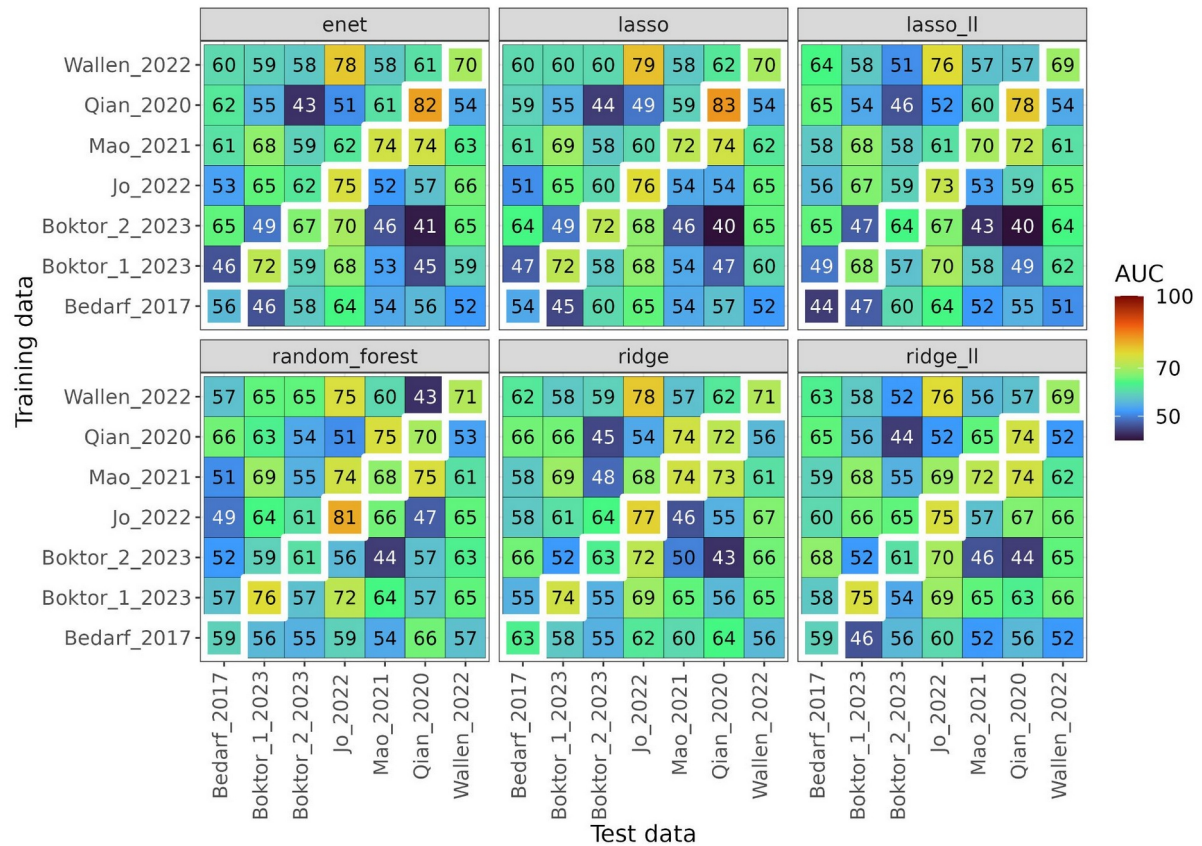 enet lasso lasso_ll
Wallen_2022 60 59 58 78 58 61 70 60 60 60 79 58 62 70 64 58 51 76 57 57 69
Qian_2020 62 55 43 51 61 82 54 59 55 44 49 59 83 54 65 54 46 52 60 78 54
Mao_2021 61 68 59 62 74 74 63 61 69 58 60 72 74 62 58 68 58 61 70 72 61
Jo_2022 53 65 62 75 52 57 66 51 65 60 76 54 54 65 56 67 59 73 53 59 65
Boktor_2_2023 65 49 67 70 46 41 65 64 49 72 68 46 40 65 65 47 64 67 43 40 64
Boktor_1_2023 46 72 59 68 53 45 59 47 72 58 68 54 47 60 49 68 57 70 58 49 62
Bedarf_2017 56 46 58 64 54 56 52 54 45 60 65 54 57 52 44 47 60 64 52 55 51
random_forest ridge ridge_ll
Wallen_2022 57 65 65 75 60 43 71 62 58 59 78 57 62 71 63 58 52 76 56 57 69
Qian_2020 66 63 54 51 75 70 53 66 66 45 54 74 72 56 65 56 44 52 65 74 52
Mao_2021 51 69 55 74 68 75 61 58 69 48 68 74 73 61 59 68 55 69 72 74 62
Jo_2022 49 64 61 81 66 47 65 58 61 64 77 46 55 67 60 66 65 75 57 67 66
Boktor_2_2023 52 59 61 56 44 57 63 66 52 63 72 50 43 66 68 52 61 70 46 44 65
Boktor_1_2023 57 76 57 72 64 57 65 55 74 55 69 65 56 65 58 75 54 69 65 63 66
Bedarf_2017 59 56 55 59 54 66 57 63 58 55 62 60 64 56 59 46 56 60 52 56 52
Bedarf_2017 Boktor_1_2023 Boktor_2_2023 Jo_2022 Mao_2021 Qian_2020 Wallen_2022 Bedarf_2017 Boktor_1_2023 Boktor_2_2023 Jo_2022 Mao_2021 Qian_2020 Wallen_2022 Bedarf_2017 Boktor_1_2023 Boktor_2_2023 Jo_2022 Mao_2021 Qian_2020 Wallen_2022
Test data
Training data
AUC
100
70
50